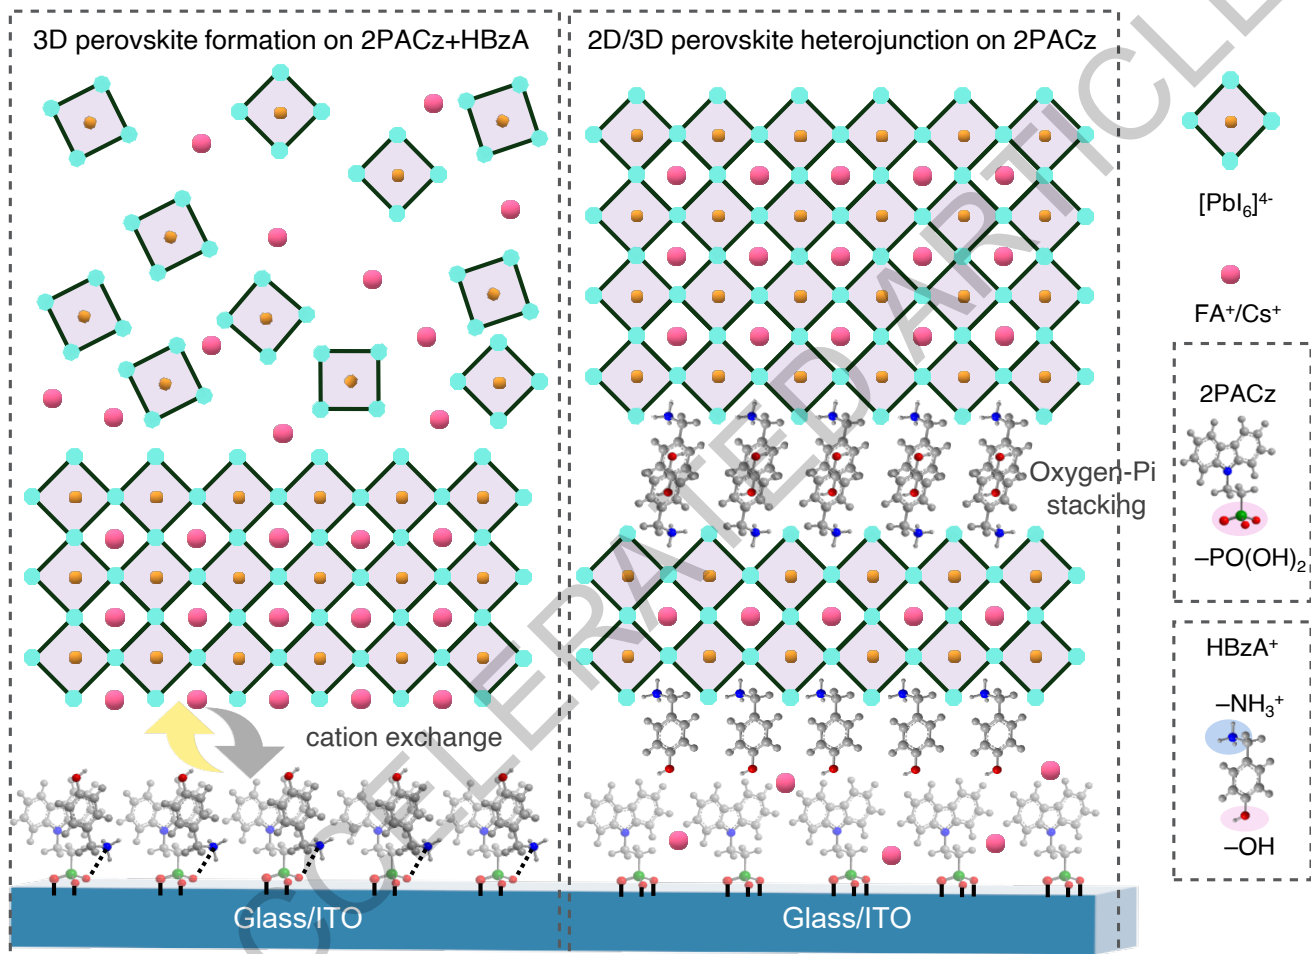 3D perovskite formation on 2PACz+HBzA
2D/3D perovskite heterojunction on 2PACz
[PbI₆]⁴⁻
FA⁺/Cs⁺
2PACz
–PO(OH)₂
HBzA⁺
–NH₃⁺
–OH
Oxygen-Pi
stacking
cation exchange
Glass/ITO
Glass/ITO
CCELERATED ARTICLE